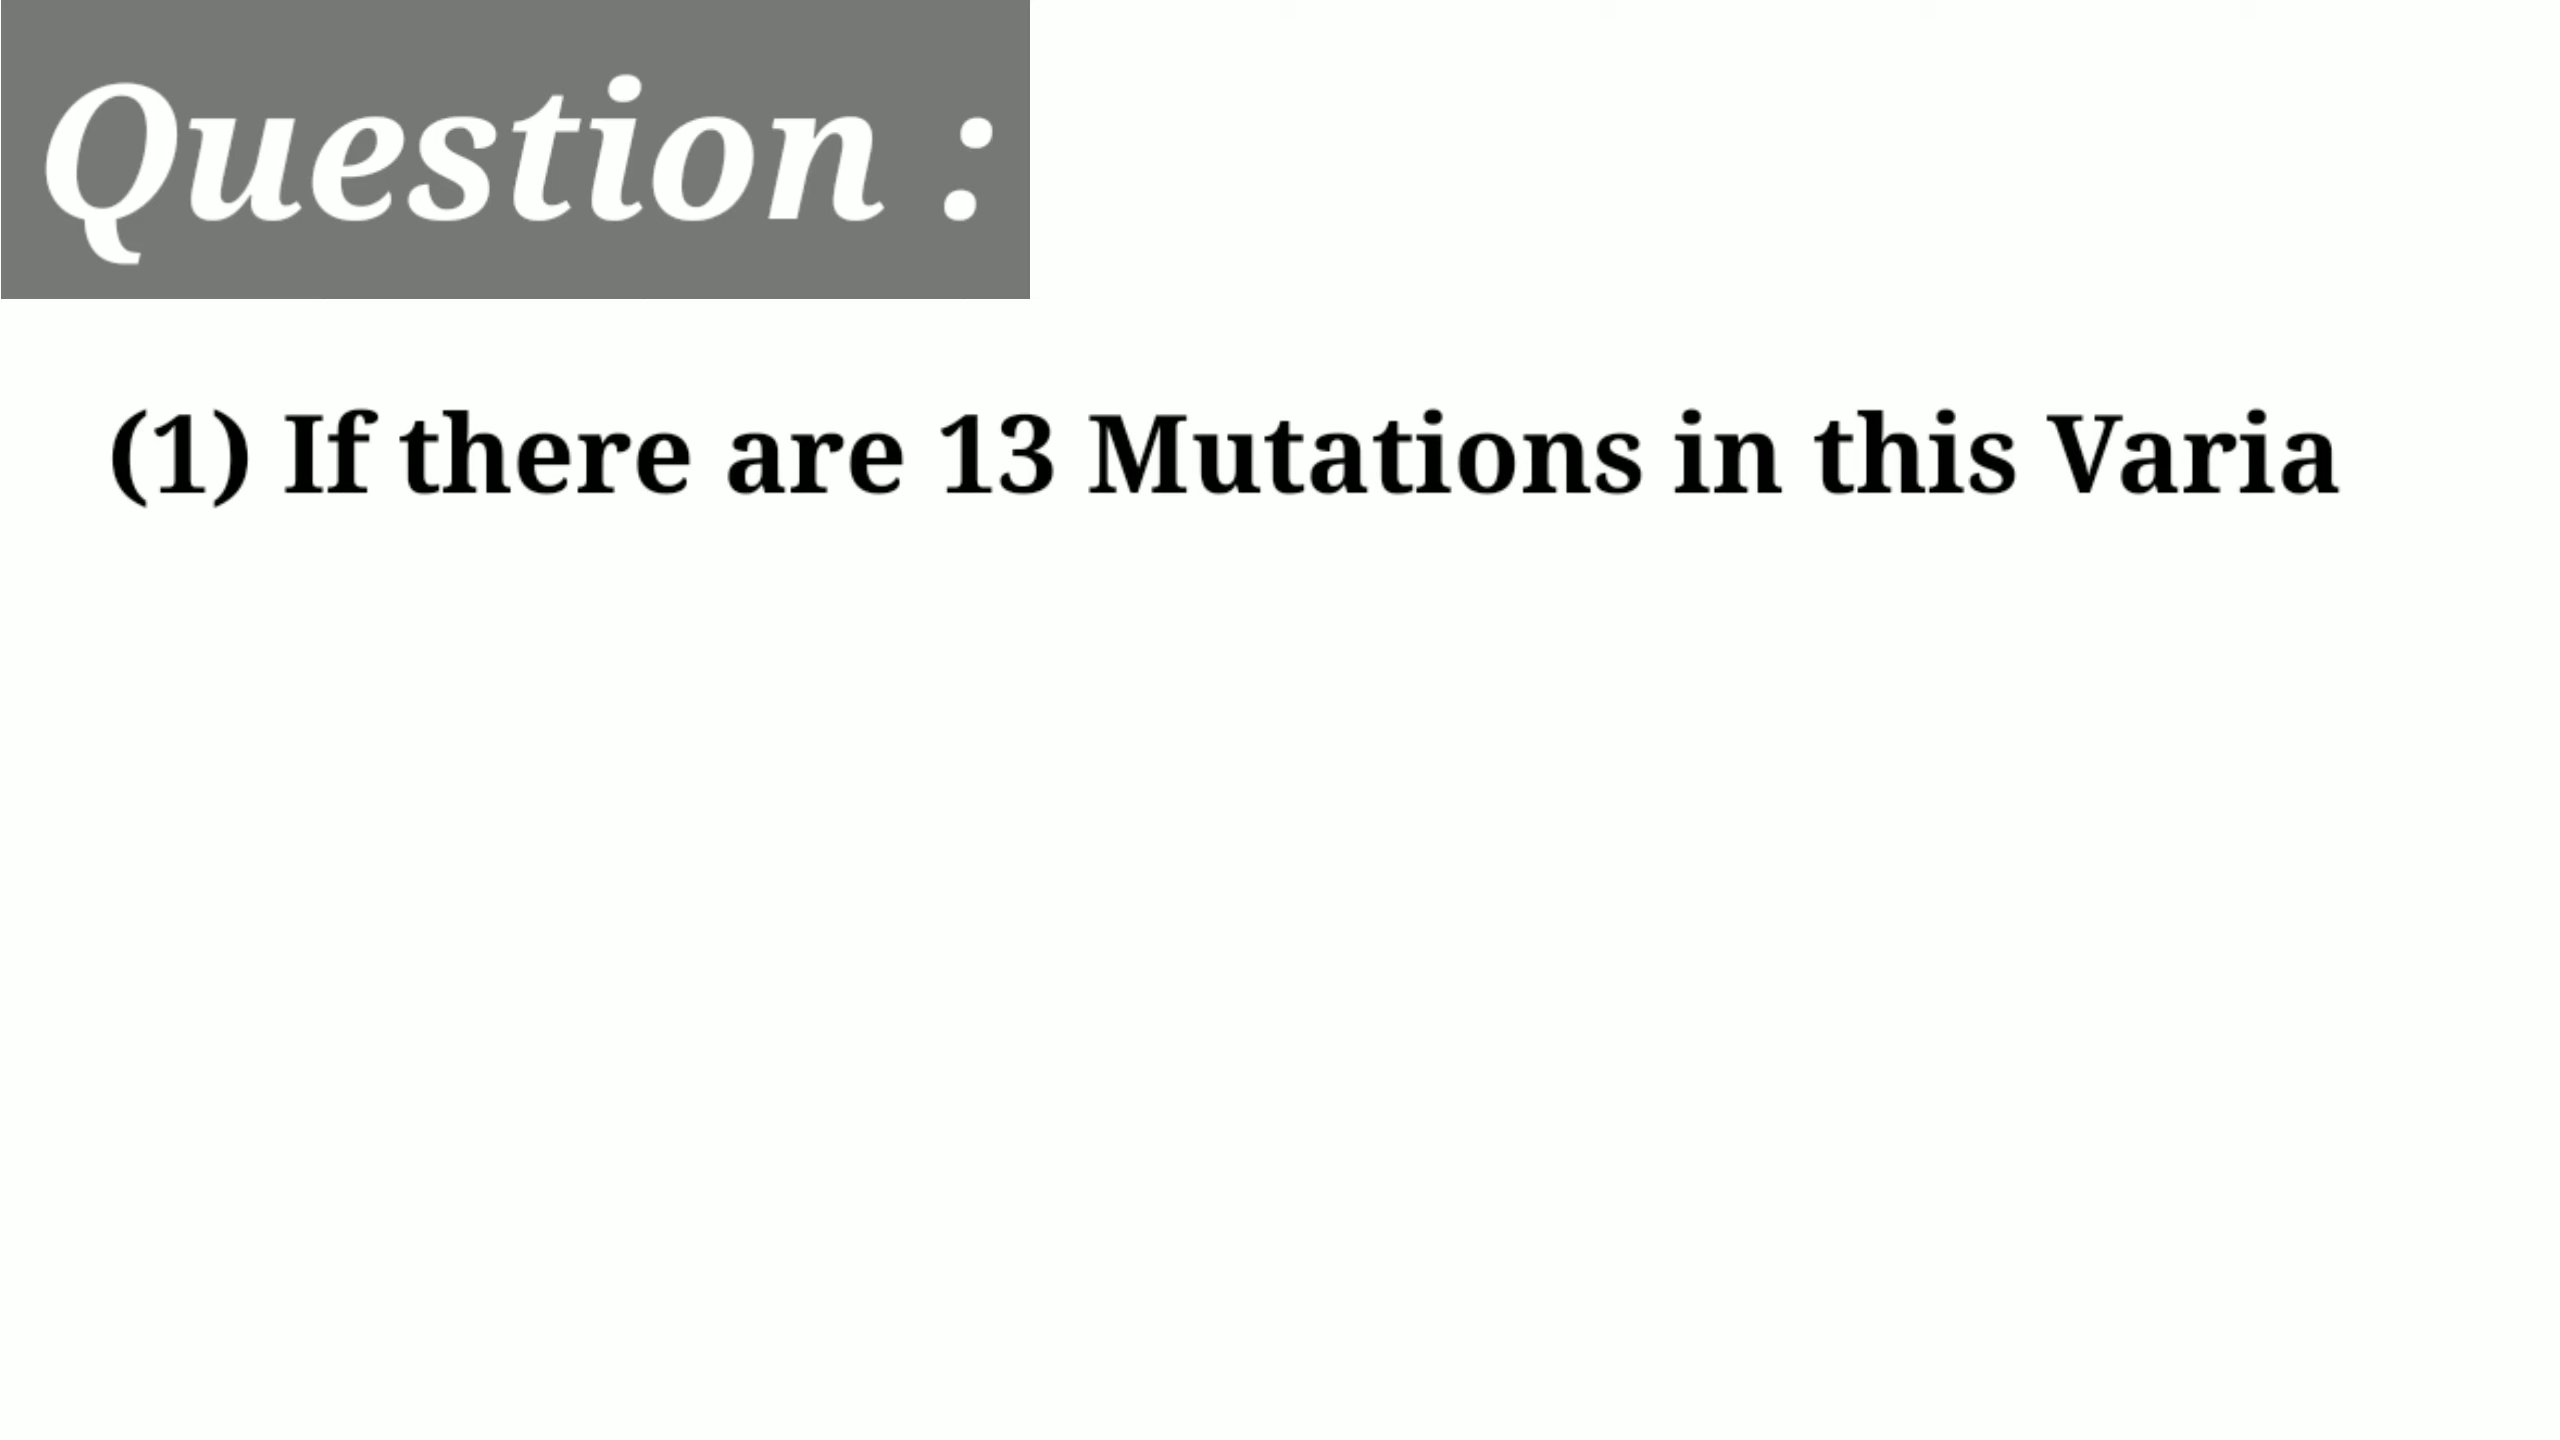 Question :
(1) If there are 13 Mutations in this Varia